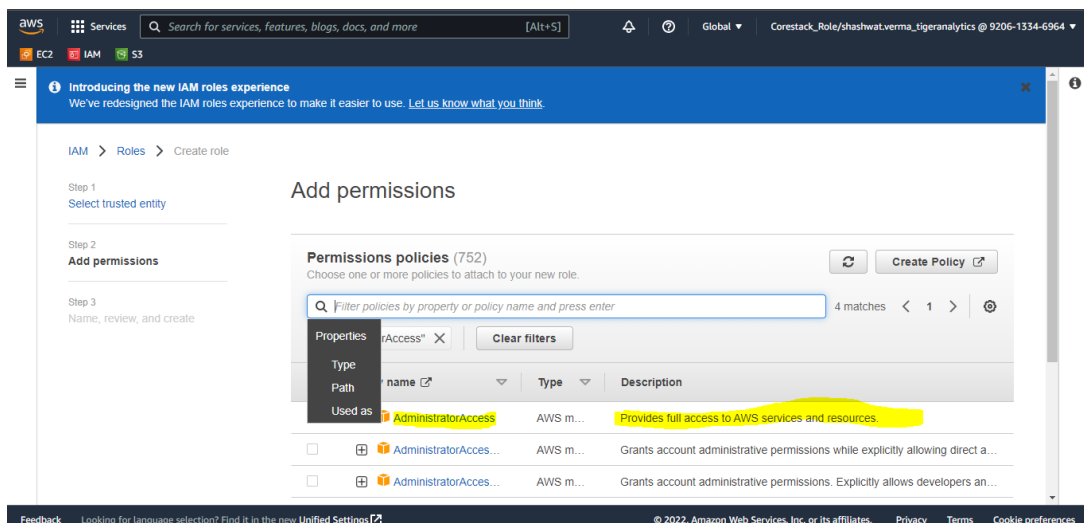 aws
Services
Search for services, features, blogs, docs, and more
[Alt+S]
Global
Corestack_Role/shashwat.verma_tigeranalytics @ 9206-1334-6964
EC2
IAM
S3
Introducing the new IAM roles experience
We've redesigned the IAM roles experience to make it easier to use. Let us know what you think.
IAM > Roles > Create role
Step 1
Select trusted entity
Step 2
Add permissions
Step 3
Name, review, and create
Add permissions
Permissions policies (752)
Choose one or more policies to attach to your new role.
Create Policy
Filter policies by property or policy name and press enter
4 matches
1
Properties
Type
Path
Used as
rAccess"
Clear filters
name
Type
Description
AdministratorAccess
AWS m...
Provides full access to AWS services and resources.
AdministratorAcces...
AWS m...
Grants account administrative permissions while explicitly allowing direct a...
AdministratorAcces...
AWS m...
Grants account administrative permissions. Explicitly allows developers an...
Feedback
Looking for language selection? Find it in the new Unified Settings
© 2022, Amazon Web Services, Inc. or its affiliates.
Privacy
Terms
Cookie preferences